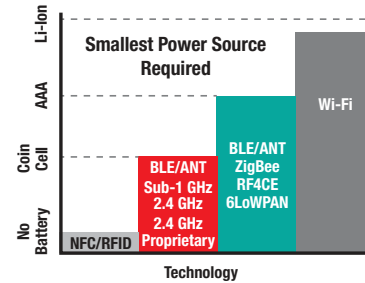 Smallest Power Source
Required
Li-Ion
AAA
Coin
Cell
No
Battery
NFC/RFID
BLE/ANT
Sub-1 GHz
2.4 GHz
2.4 GHz
Proprietary
BLE/ANT
ZigBee
RF4CE
6LoWPAN
Wi-Fi
Technology